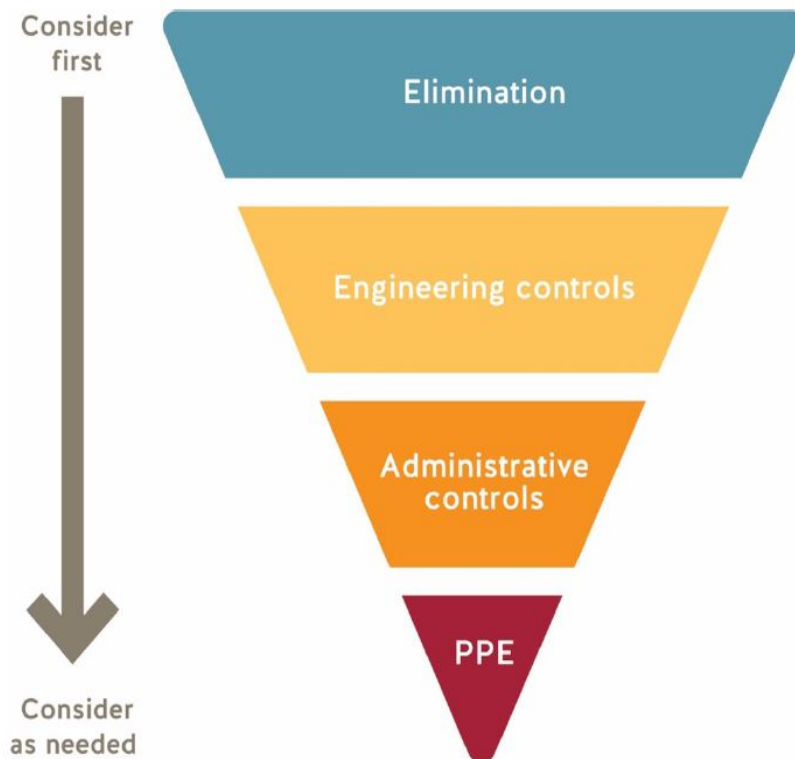 Consider
first
Elimination
Engineering controls
Administrative
controls
PPE
Consider
as needed